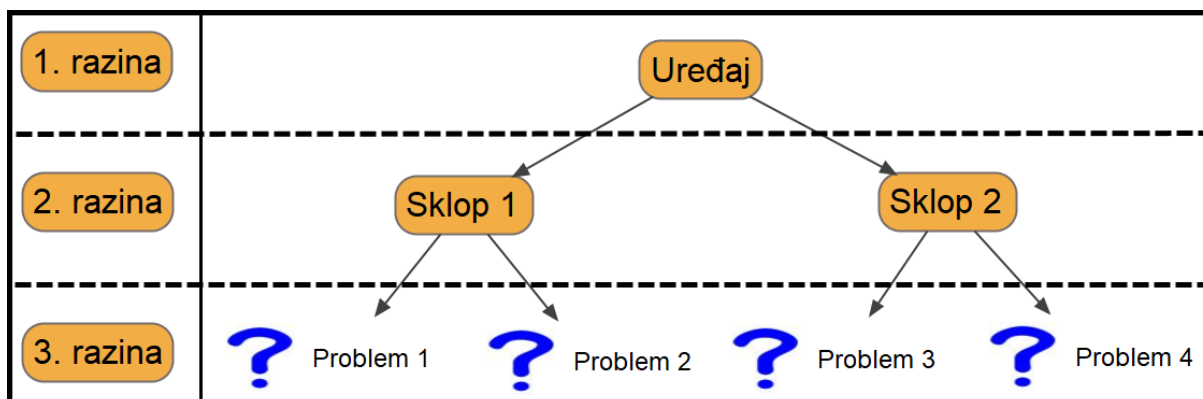 1. razina
Uređaj
2. razina
Sklop 1
Sklop 2
3. razina
? Problem 1
? Problem 2
? Problem 3
? Problem 4